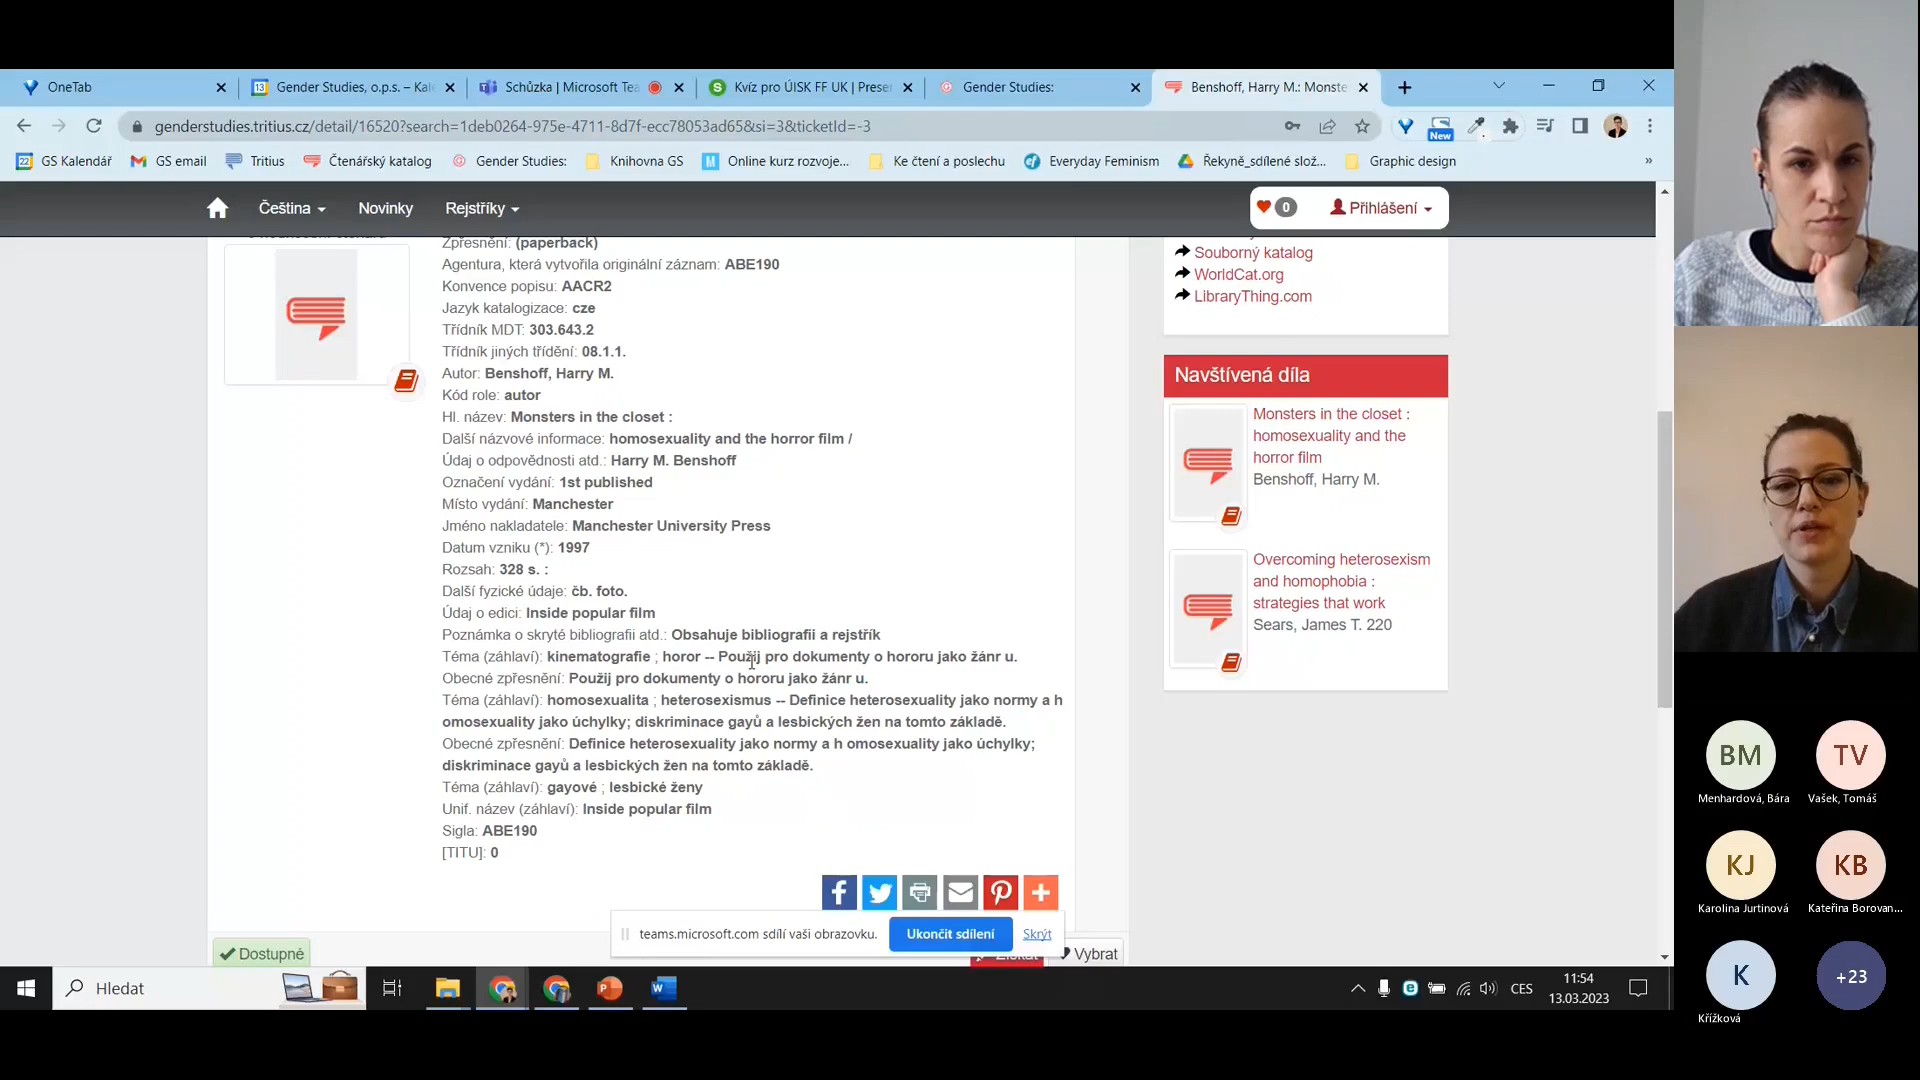 OneTab
Gender Studies, o.p.s. – Kal
Schůzka | Microsoft Tea
Kvíz pro ÚISK FF UK | Prese
Gender Studies:
Benshoff, Harry M.: Monste
genderstudies.tritius.cz/detail/16520?search=1deb0264-975e-4711-8d7f-ecc78053ad65&si=3&ticketId=-3
New
GS Kalendář
GS email
Tritius
Čtenářský katalog
Gender Studies:
Knihovna GS
Online kurz rozvoje...
Ke čtení a poslechu
Everyday Feminism
Řekyně_sdílené slož...
Graphic design
»
Čeština
Novinky
Rejstříky
0
Přihlášení
Zpřesnění: (paperback)
Agentura, která vytvořila originální záznam: ABE190
Konvence popisu: AACR2
Jazyk katalogizace: cze
Třídník MDT: 303.643.2
Třídník jiných třídění: 08.1.1.
Autor: Benshoff, Harry M.
Kód role: autor
Hl. název: Monsters in the closet :
Další názvové informace: homosexuality and the horror film /
Údaj o odpovědnosti atd.: Harry M. Benshoff
Označení vydání: 1st published
Místo vydání: Manchester
Jméno nakladatele: Manchester University Press
Datum vzniku (*): 1997
Rozsah: 328 s. :
Další fyzické údaje: čb. foto.
Údaj o edici: Inside popular film
Poznámka o skryté bibliografii atd.: Obsahuje bibliografii a rejstřík
Téma (záhlaví): kinematografie ; horor -- Použij pro dokumenty o hororu jako žánr u.
Obecné zpřesnění: Použij pro dokumenty o hororu jako žánr u.
Téma (záhlaví): homosexualita ; heterosexismus -- Definice heterosexuality jako normy a h
omosexuality jako úchylky; diskriminace gayů a lesbických žen na tomto základě.
Obecné zpřesnění: Definice heterosexuality jako normy a h omosexuality jako úchylky;
diskriminace gayů a lesbických žen na tomto základě.
Téma (záhlaví): gayové ; lesbické ženy
Unif. název (záhlaví): Inside popular film
Sigla: ABE190
[TITU]: 0
Souborný katalog
WorldCat.org
LibraryThing.com
Navštívená díla
Monsters in the closet :
homosexuality and the
horror film
Benshoff, Harry M.
Overcoming heterosexism
and homophobia :
strategies that work
Sears, James T. 220
teams.microsoft.com sdílí vaši obrazovku.
Ukončit sdílení
Skrýt
Dostupné
Vybrat
Hledat
CES
11:54
13.03.2023
BM
Menhardová, Bára
TV
Vašek, Tomáš
KJ
Karolina Jurtinová
KB
Kateřina Borovan...
K
Křížková
+23